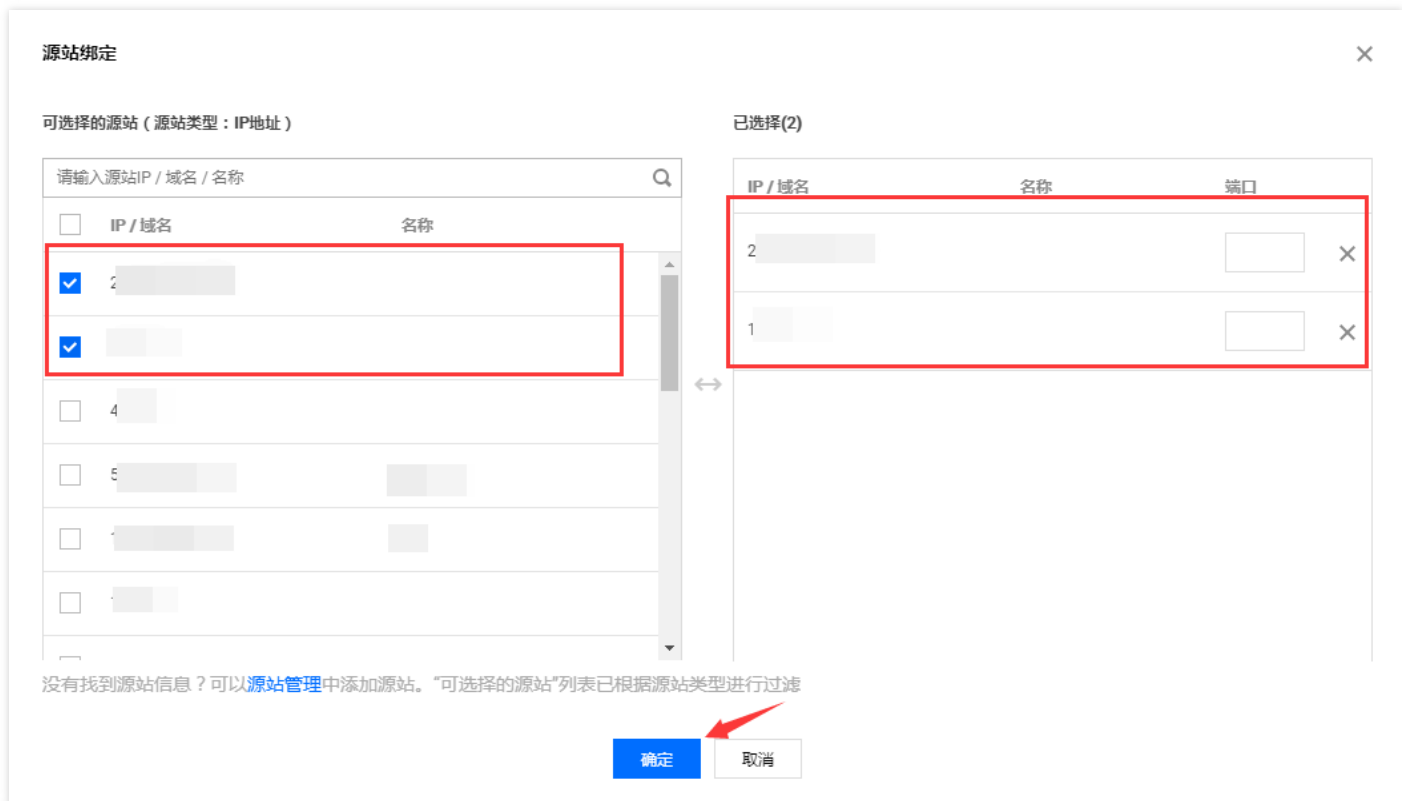 源站绑定
可选择的源站 ( 源站类型：IP地址 )
请输入源站IP / 域名 / 名称
IP / 域名 名称
2
4
5
已选择(2)
IP / 域名 名称 端口
2
1
没有找到源站信息？可以源站管理中添加源站。“可选择的源站”列表已根据源站类型进行过滤
确定 取消